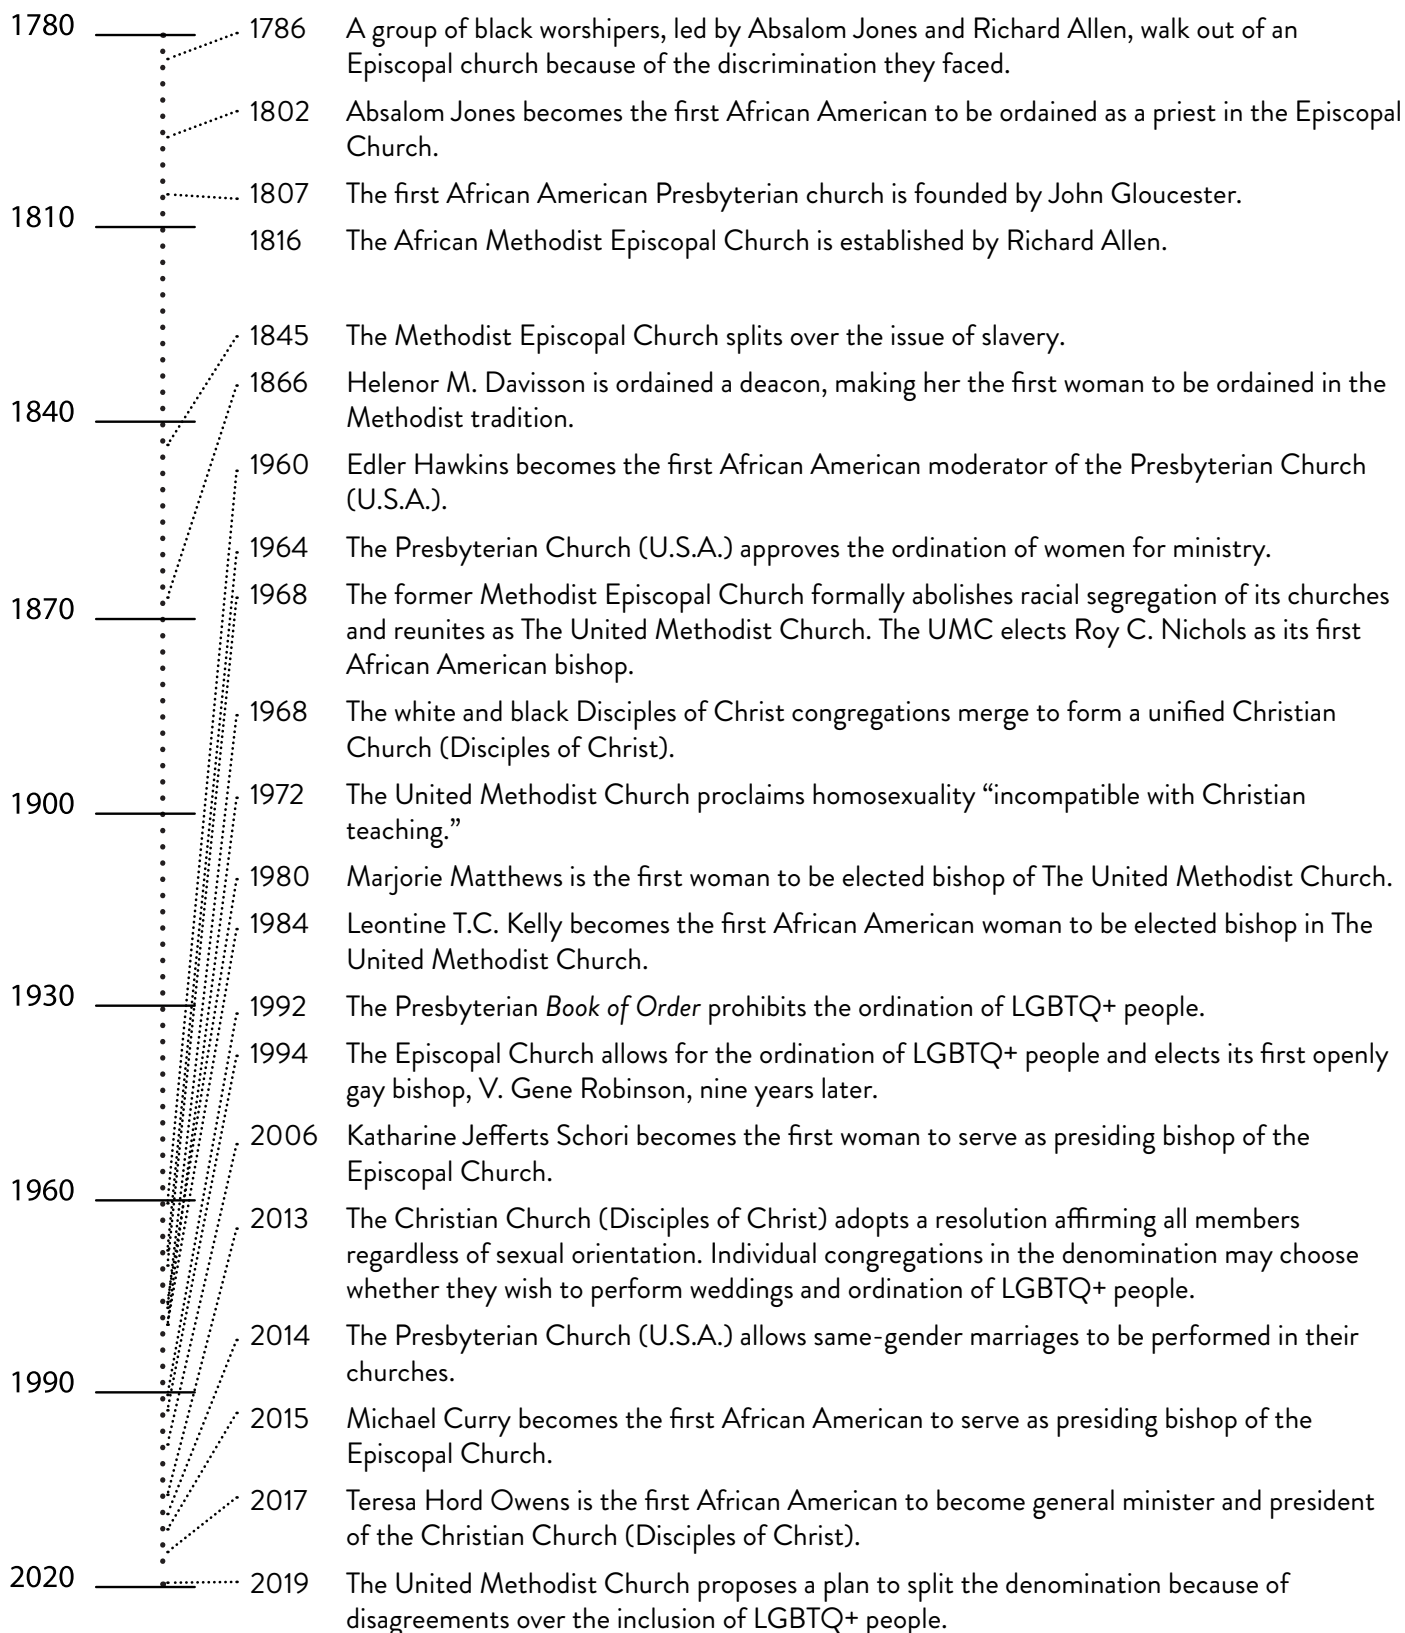 1780
1786 A group of black worshipers, led by Absalom Jones and Richard Allen, walk out of an
Episcopal church because of the discrimination they faced.
1802 Absalom Jones becomes the first African American to be ordained as a priest in the Episcopal
Church.
1807 The first African American Presbyterian church is founded by John Gloucester.
1810
1816 The African Methodist Episcopal Church is established by Richard Allen.
1845 The Methodist Episcopal Church splits over the issue of slavery.
1866 Helenor M. Davisson is ordained a deacon, making her the first woman to be ordained in the
1840
Methodist tradition.
1960 Edler Hawkins becomes the first African American moderator of the Presbyterian Church
(U.S.A.).
1964 The Presbyterian Church (U.S.A.) approves the ordination of women for ministry.
1968 The former Methodist Episcopal Church formally abolishes racial segregation of its churches
1870
and reunites as The United Methodist Church. The UMC elects Roy C. Nichols as its first
African American bishop.
1968 The white and black Disciples of Christ congregations merge to form a unified Christian
Church (Disciples of Christ).
1972 The United Methodist Church proclaims homosexuality “incompatible with Christian
1900
teaching.”
1980 Marjorie Matthews is the first woman to be elected bishop of The United Methodist Church.
1984 Leontine T.C. Kelly becomes the first African American woman to be elected bishop in The
United Methodist Church.
1930
1992 The Presbyterian Book of Order prohibits the ordination of LGBTQ+ people.
1994 The Episcopal Church allows for the ordination of LGBTQ+ people and elects its first openly
gay bishop, V. Gene Robinson, nine years later.
2006 Katharine Jefferts Schori becomes the first woman to serve as presiding bishop of the
Episcopal Church.
1960
2013 The Christian Church (Disciples of Christ) adopts a resolution affirming all members
regardless of sexual orientation. Individual congregations in the denomination may choose
whether they wish to perform weddings and ordination of LGBTQ+ people.
2014 The Presbyterian Church (U.S.A.) allows same-gender marriages to be performed in their
churches.
1990
2015 Michael Curry becomes the first African American to serve as presiding bishop of the
Episcopal Church.
2017 Teresa Hord Owens is the first African American to become general minister and president
of the Christian Church (Disciples of Christ).
2020
2019 The United Methodist Church proposes a plan to split the denomination because of
disagreements over the inclusion of LGBTQ+ people.